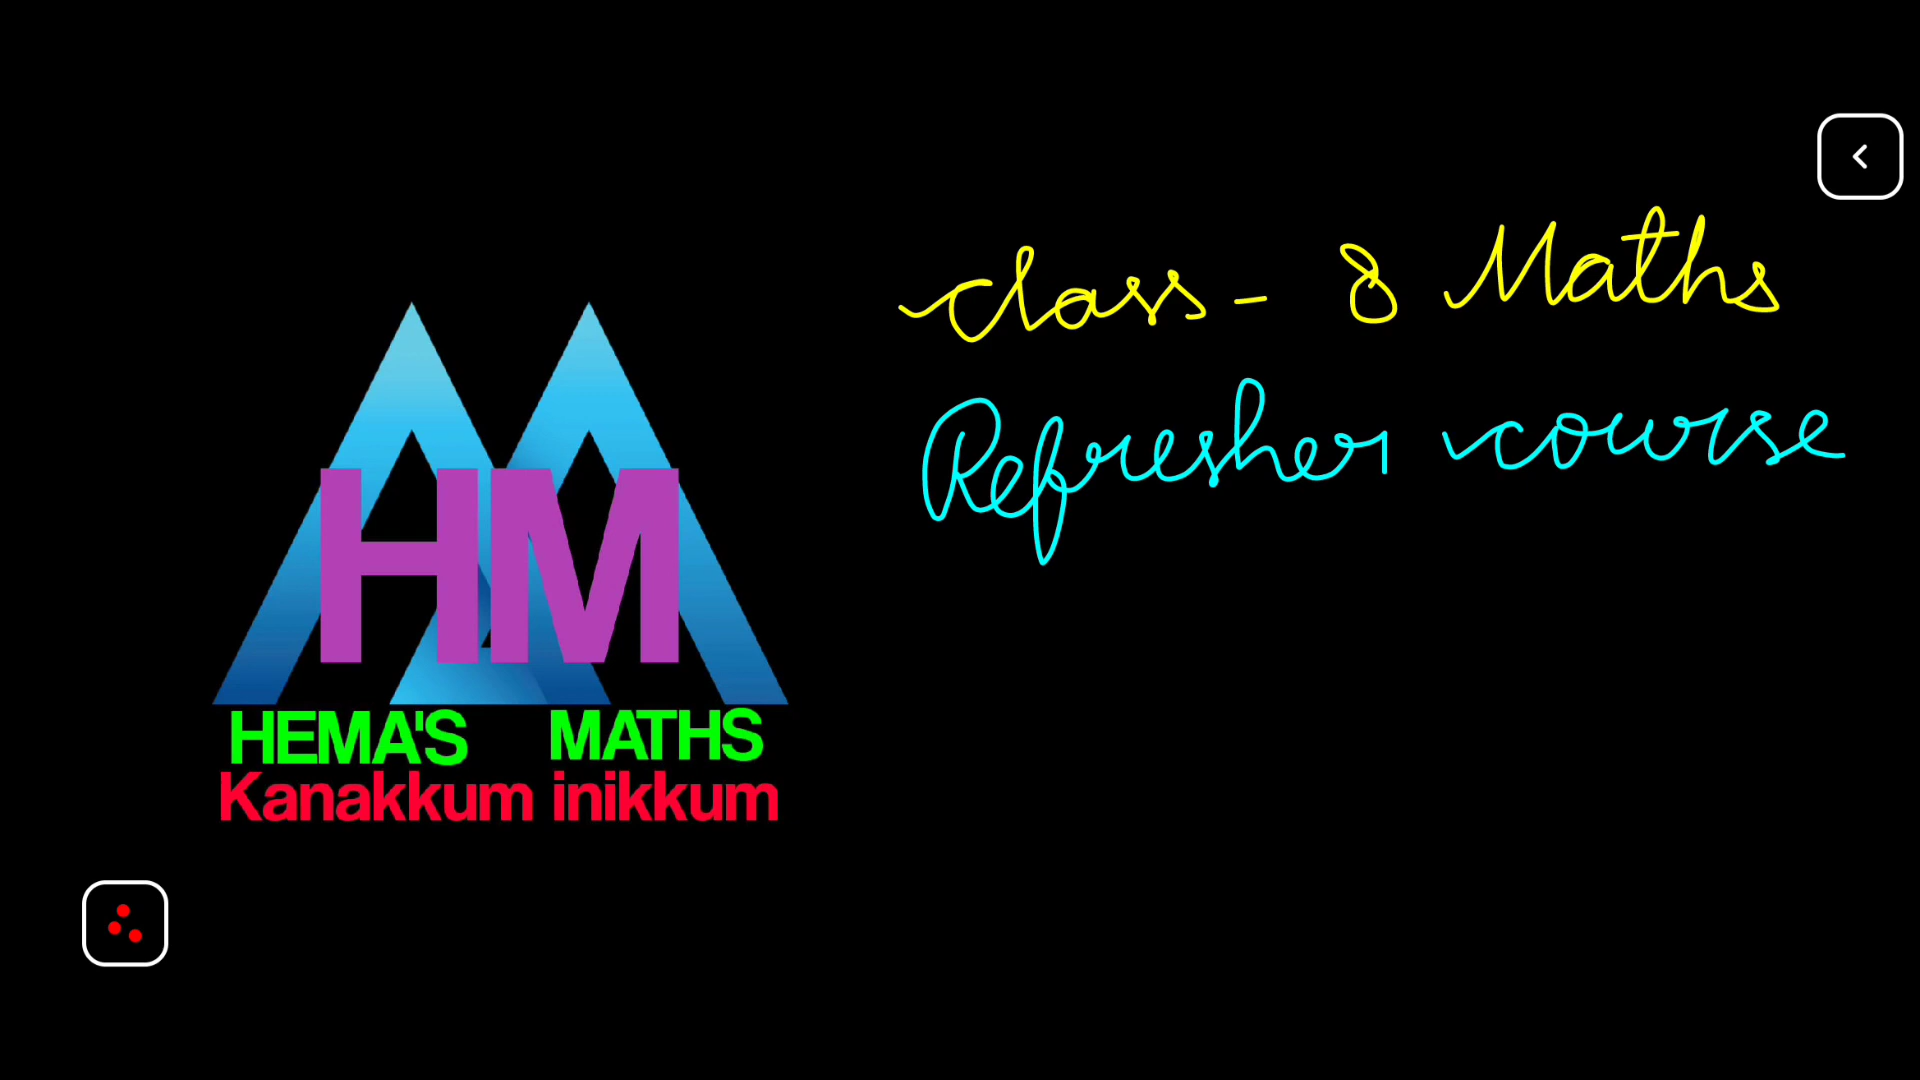 class - 8 Maths
Refresher course
HM
HEMA'S MATHS
Kanakkum inikkum